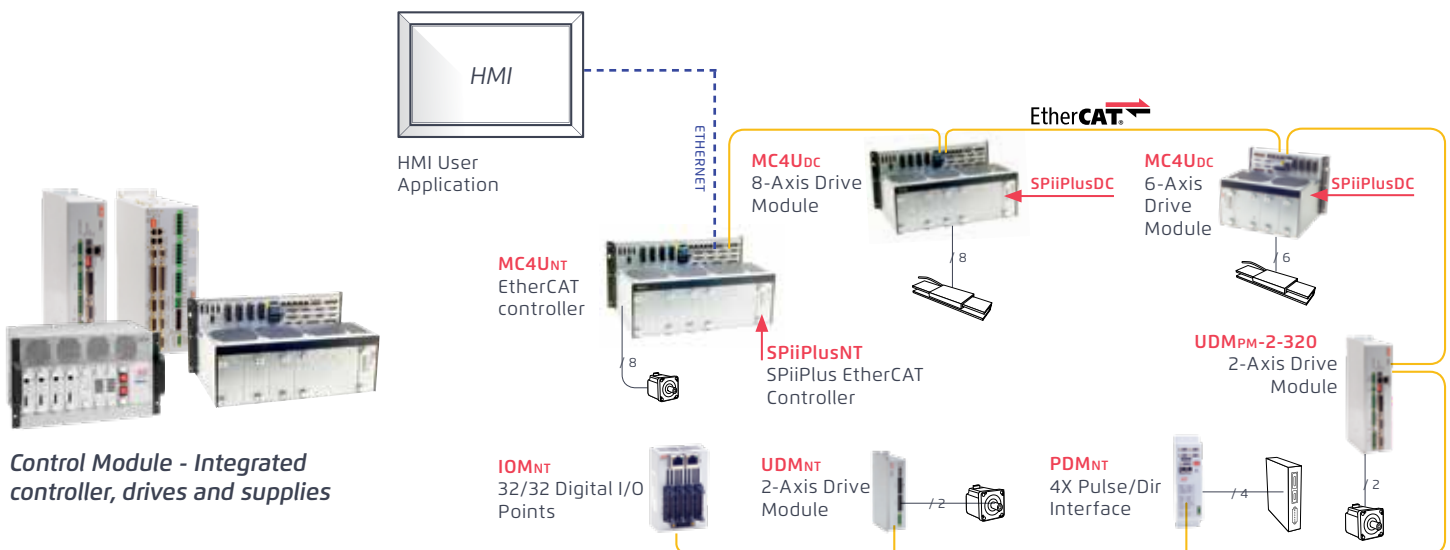 HMI
HMI User
Application
ETHERNET
EtherCAT®
MC4UDC
8-Axis Drive
Module
SPiiPlusDC
MC4UDC
6-Axis
Drive
Module
SPiiPlusDC
/ 8
/ 6
MC4UNT
EtherCAT
controller
/ 8
SPiiPlusNT
SPiiPlus EtherCAT
Controller
UDMPM-2-320
2-Axis Drive
Module
Control Module - Integrated
controller, drives and supplies
IOMNT
32/32 Digital I/O
Points
UDMNT
2-Axis Drive
Module
/ 2
PDMNT
4X Pulse/Dir
Interface
/ 4
/ 2